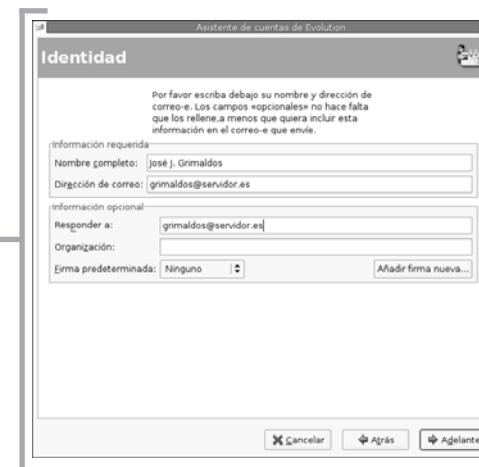 Asistente de cuentas de Evolution
Identidad
Por favor escriba debajo su nombre y dirección de
correo-e. Los campos «opcionales» no hace falta
que los rellene,a menos que quiera incluir esta
información en el correo-e que envíe.
Información requerida
Nombre completo: José J. Grimaldos
Dirección de correo: grimaldos@servidor.es
Información opcional
Responder a: grimaldos@servidor.es
Organización:
Firma predeterminada: Ninguno Añadir firma nueva...
Cancelar Atrás Adelante